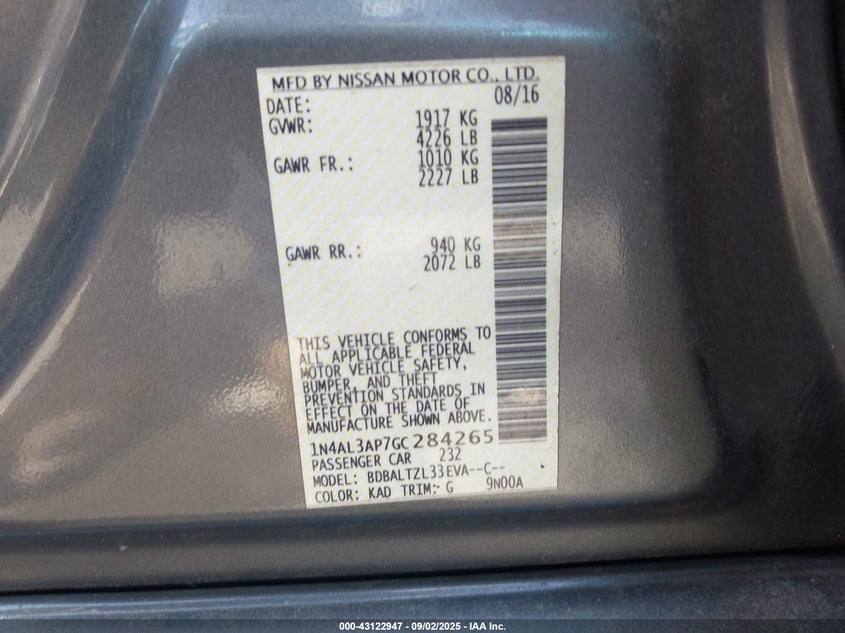 MFD BY NISSAN MOTOR CO., LTD.
DATE: 08/16
GVWR: 1917 KG
4226 LB
GAWR FR.: 1010 KG
2227 LB
GAWR RR.: 940 KG
2072 LB
THIS VEHICLE CONFORMS TO
ALL APPLICABLE FEDERAL
MOTOR VEHICLE SAFETY,
BUMPER, AND THEFT
PREVENTION STANDARDS IN
EFFECT ON THE DATE OF
MANUFACTURE SHOWN ABOVE.
1N4AL3AP7GC284265
PASSENGER CAR 232
MODEL: BDBALTZL33EVA--C--
COLOR: KAD TRIM: G 9N00A
000-43122947 - 09/02/2025 - IAA Inc.